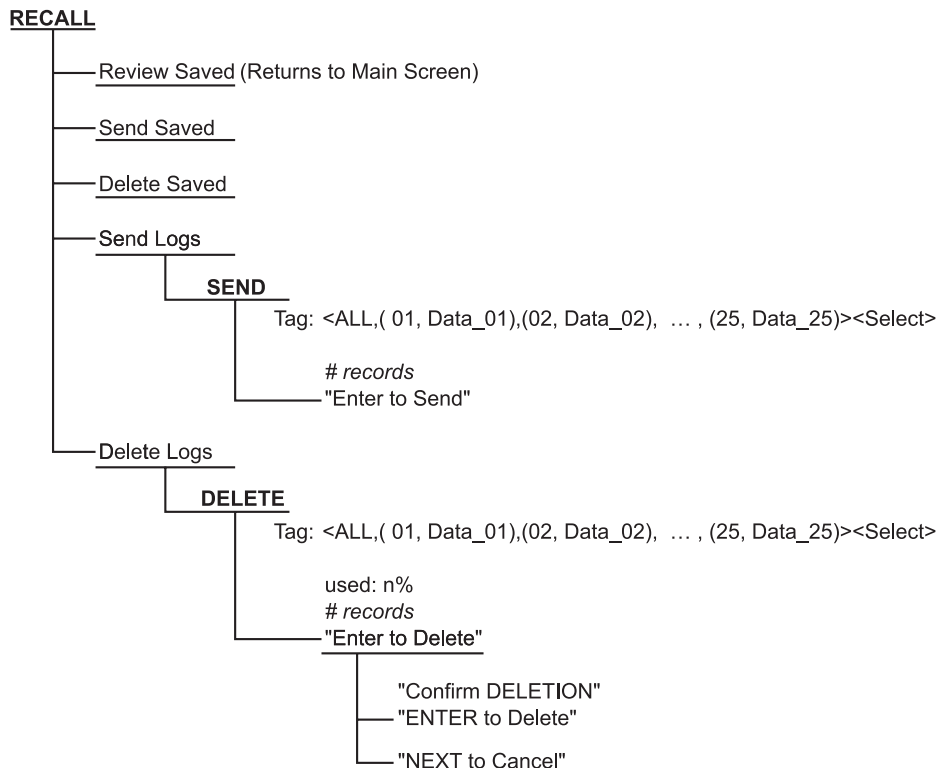 RECALL
Review Saved (Returns to Main Screen)
Send Saved
Delete Saved
Send Logs
SEND
Tag: <ALL,( 01, Data_01),(02, Data_02), … , (25, Data_25)><Select>
# records
"Enter to Send"
Delete Logs
DELETE
Tag: <ALL,( 01, Data_01),(02, Data_02), … , (25, Data_25)><Select>
used: n%
# records
"Enter to Delete"
"Confirm DELETION"
"ENTER to Delete"
"NEXT to Cancel"